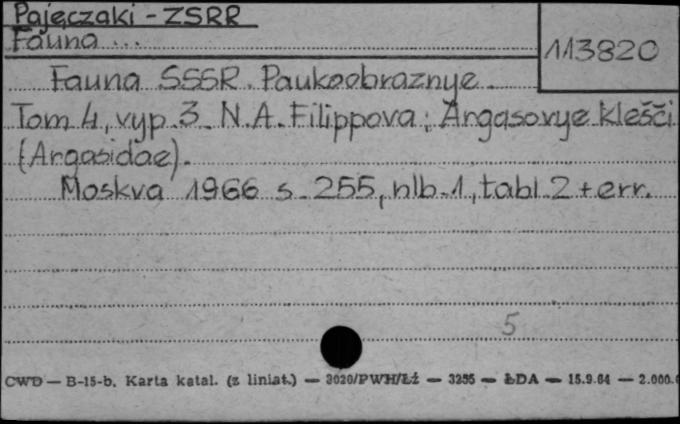 Pajęczaki - ZSRR
Fauna ...
113820
Fauna SSSR. Paukoobraznye.
Tom 4, vyp. 3. N.A. Filippova: Argasovye klešči
(Argasidae).
Moskva 1966 s. 255, nlb. 1, tabl. 2 + err.
5
CWD — B-15-b. Karta katal. (z liniat.) — 3020/PWH/Łź — 3255 — ŁDA — 15.9.64 — 2.000.